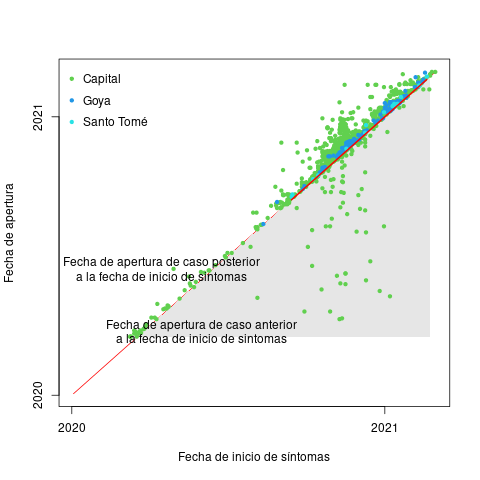 Capital
Goya
Santo Tomé
2021
Fecha de apertura
Fecha de apertura de caso posterior
a la fecha de inicio de síntomas
Fecha de apertura de caso anterior
a la fecha de inicio de sintomas
2020
2020
2021
Fecha de inicio de síntomas